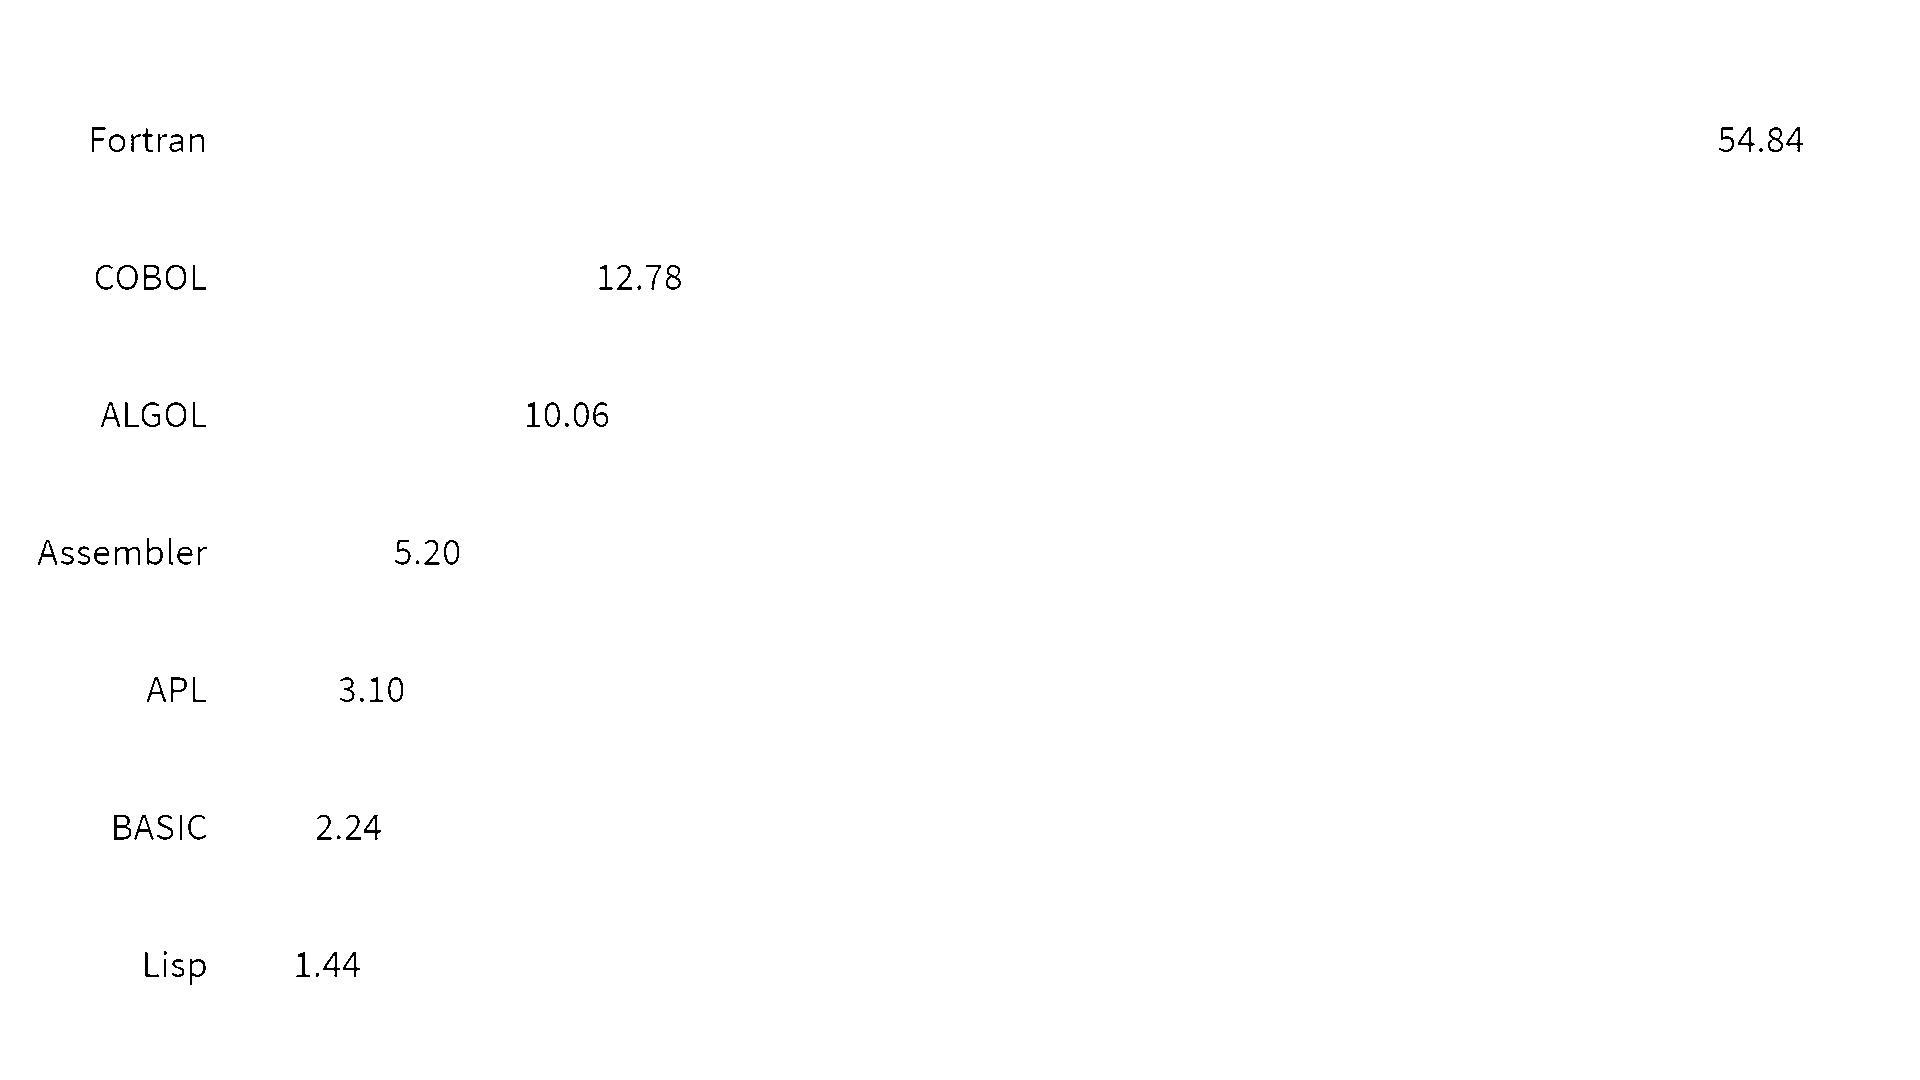 Fortran 54.84
COBOL 12.78
ALGOL 10.06
Assembler 5.20
APL 3.10
BASIC 2.24
Lisp 1.44